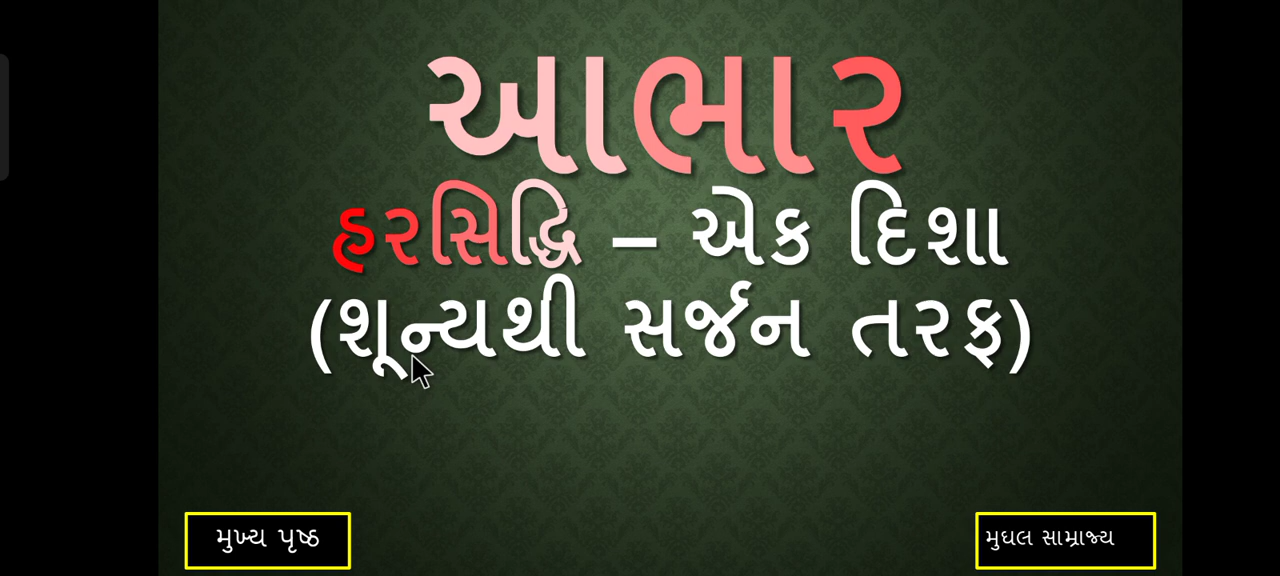 આભાર
હરસિદ્ધિ – એક દિશા
(શૂન્યથી સર્જન તરફ)
મુખ્ય પૃષ્ઠ
મુઘલ સામ્રાજ્ય